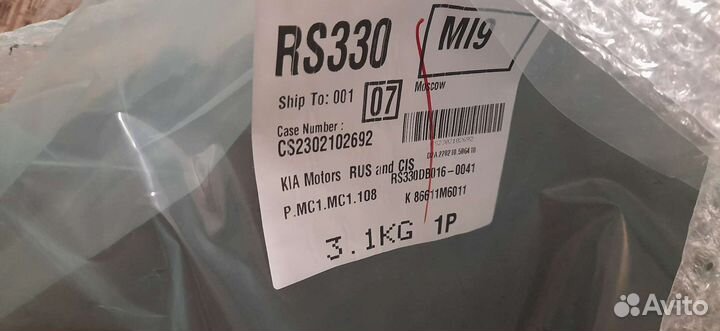 RS330 MI9
Ship To: 001 07 Moscow
Case Number :
CS2302102692
CS2302102692
KIA Motors RUS and CIS
RS330DB016-0041
P.MC1.MC1.108 K 86611M6011
3.1KG 1P
Avito